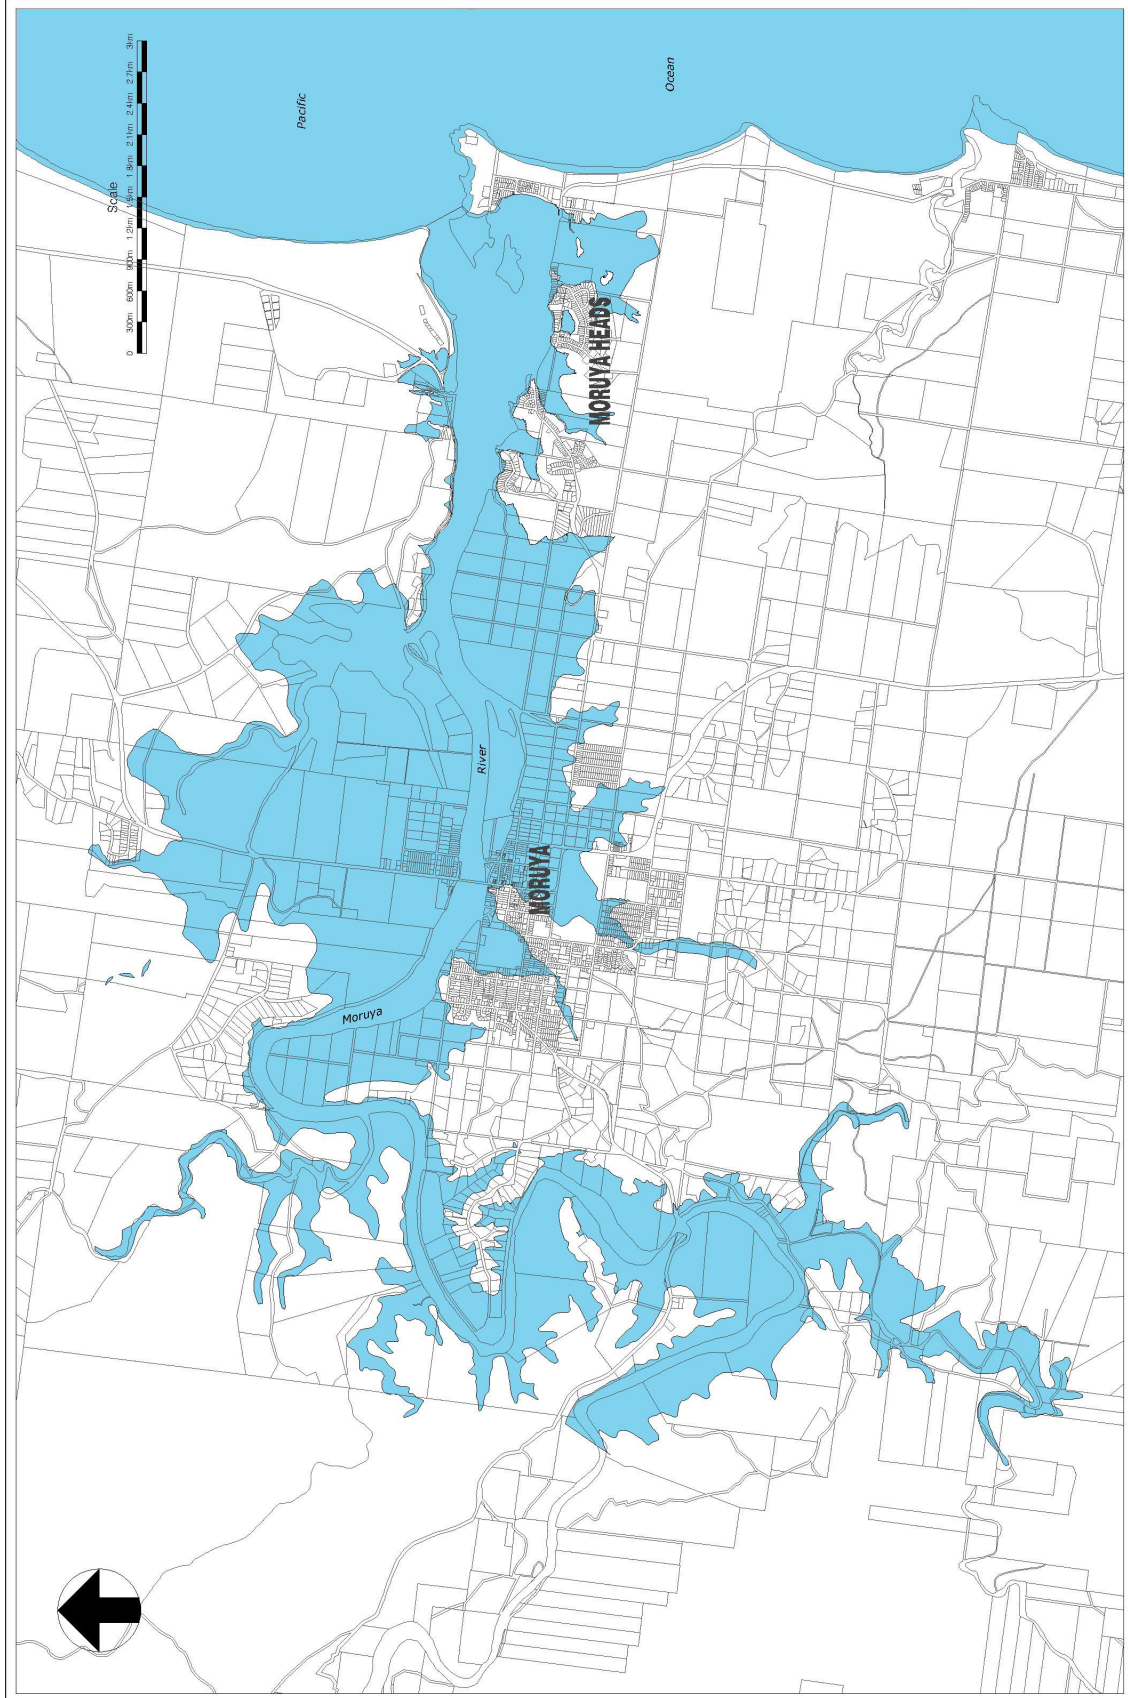 Scale
0 300m 600m 900m 1.2km 1.5km 1.8km 2.1km 2.4km 2.7km 3km
Pacific
Ocean
MORUYA HEADS
River
MORUYA
Moruya